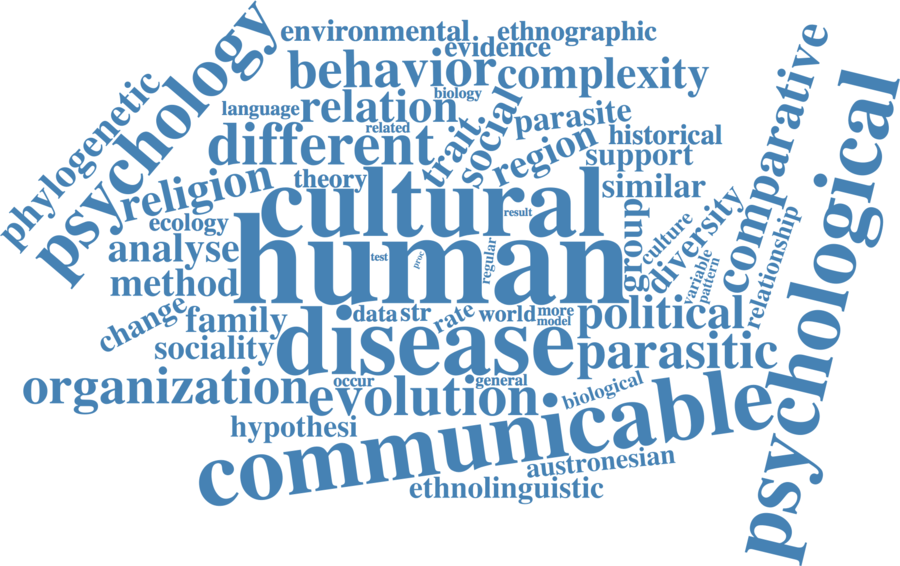 environmental
ethnographic
evidence
behavior
complexity
biology
psychology
phylogenetic
language
relation
related
different
trait
social
parasite
region
historical
support
comparative
psychological
religion
theory
cultural
similar
ecology
result
analyse
human
test
proc
regular
group
culture
diversity
variable
pattern
relationship
method
change
family
data
str
rate
world
more
model
political
sociality
disease
parasitic
organization
occur
evolution
general
biological
hypothesi
communicable
austronesian
ethnolinguistic